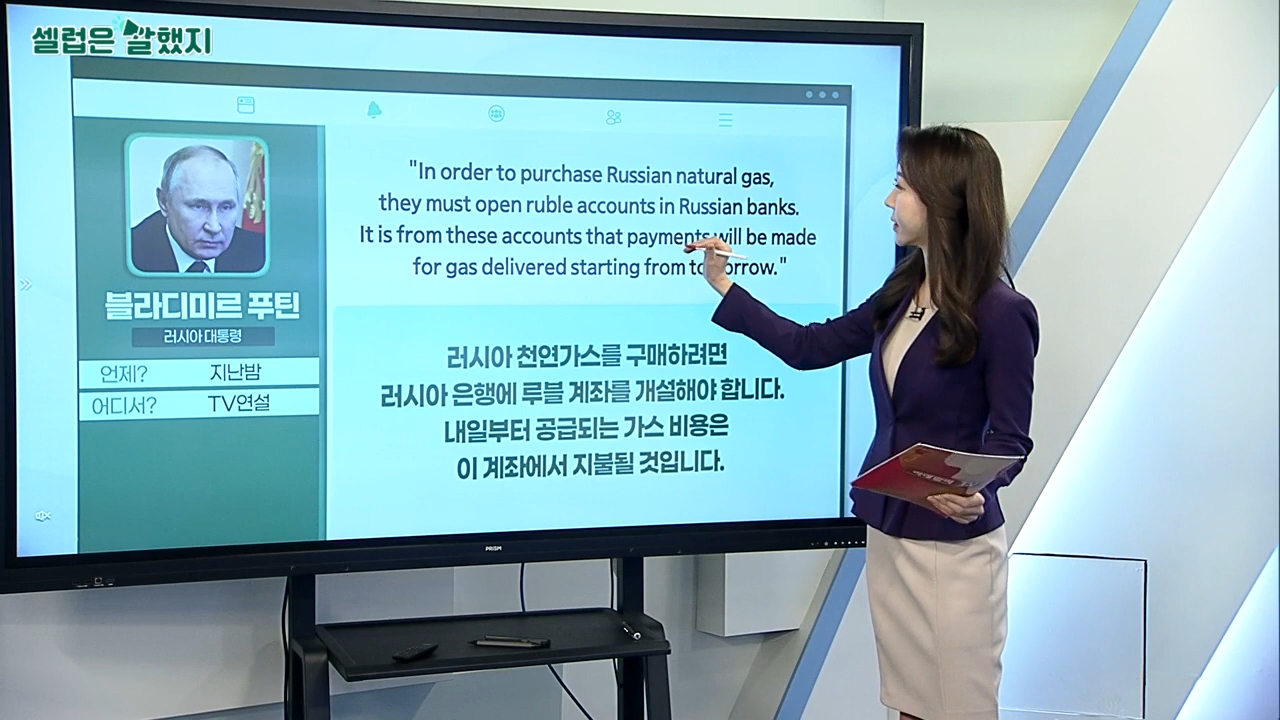 셀럽은 말했지
블라디미르 푸틴
러시아 대통령
언제? 지난밤
어디서? TV연설
"In order to purchase Russian natural gas,
they must open ruble accounts in Russian banks.
It is from these accounts that payments will be made
for gas delivered starting from tomorrow."
러시아 천연가스를 구매하려면
러시아 은행에 루블 계좌를 개설해야 합니다.
내일부터 공급되는 가스 비용은
이 계좌에서 지불될 것입니다.
PRISM